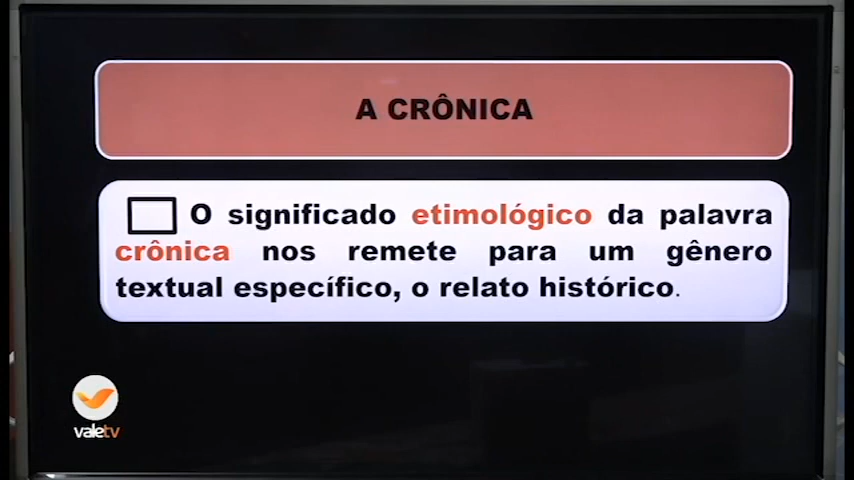 A CRÔNICA
O significado etimológico da palavra
crônica nos remete para um gênero
textual específico, o relato histórico.
valetv